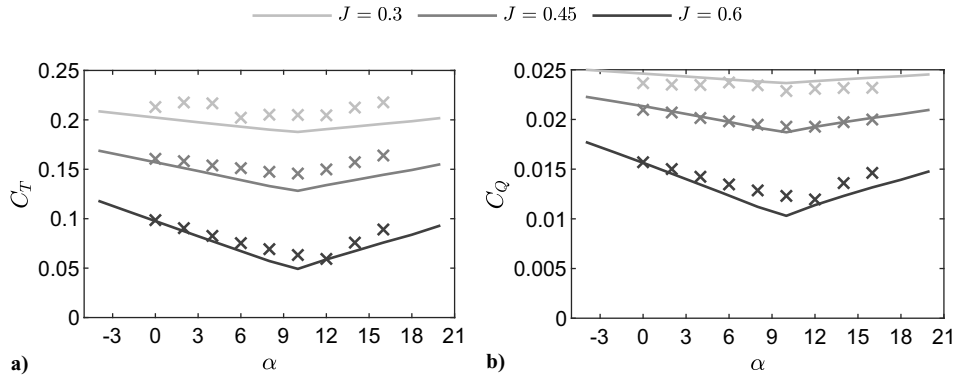 J = 0.3 J = 0.45 J = 0.6
0.25
0.2
0.15
0.1
0.05
0
C_T
-3 0 3 6 9 12 15 18 21
α
a)
0.025
0.02
0.015
0.01
0.005
0
C_Q
-3 0 3 6 9 12 15 18 21
α
b)